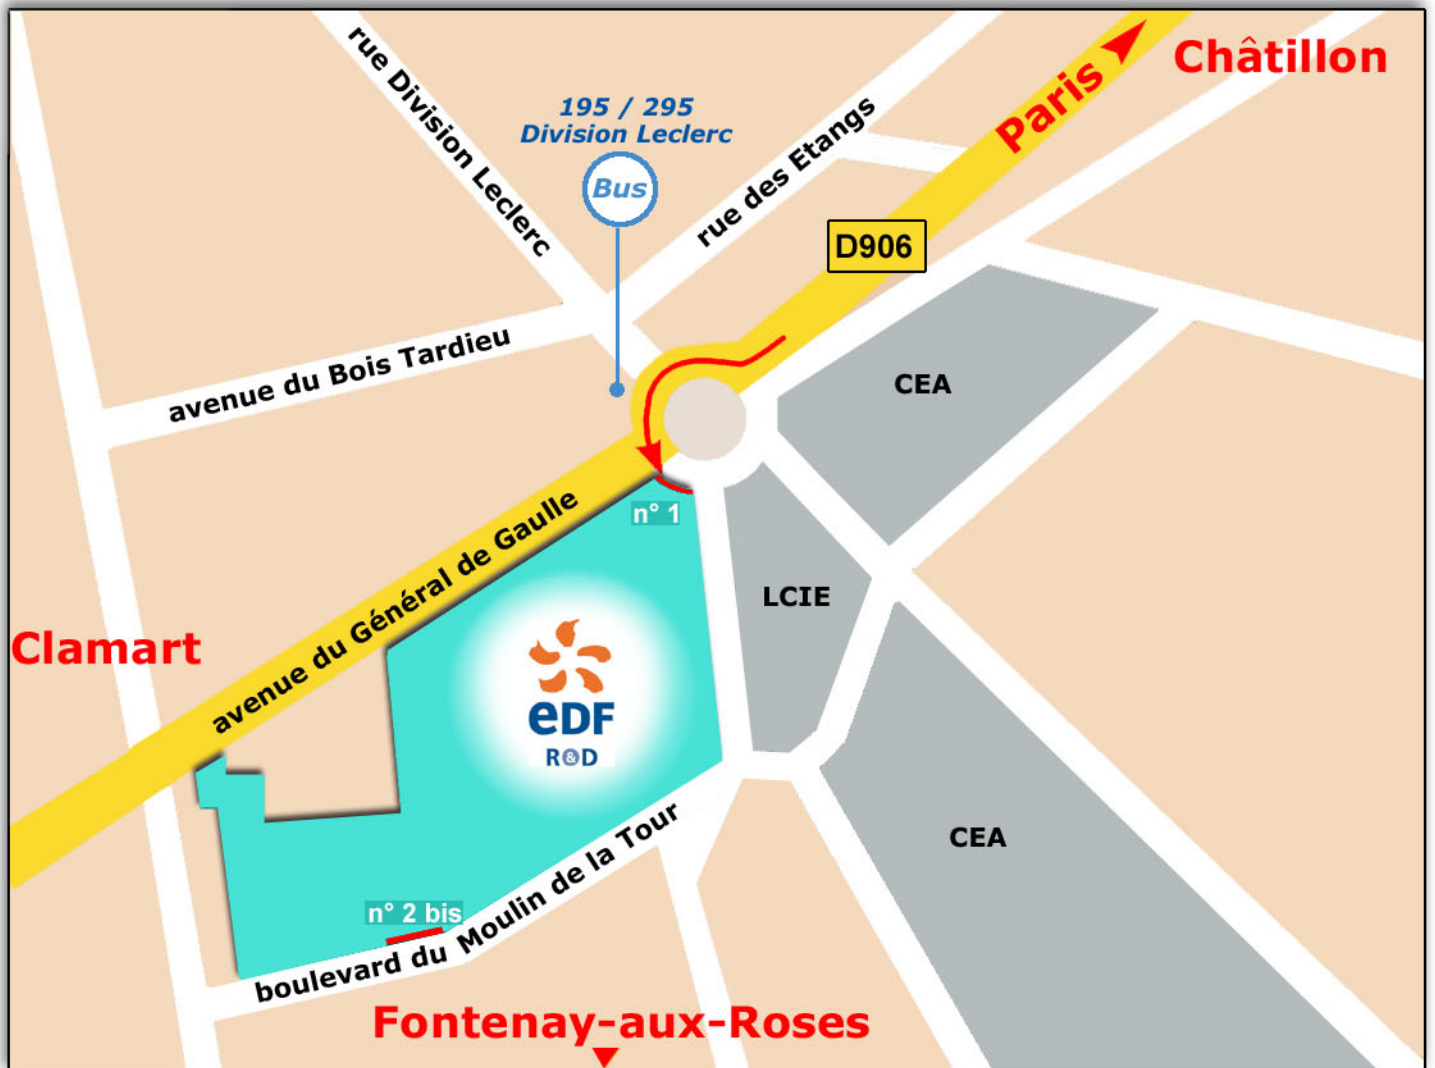 Châtillon
Paris
rue Division Leclerc
195 / 295
Division Leclerc
Bus
rue des Etangs
D906
avenue du Bois Tardieu
CEA
n° 1
avenue du Général de Gaulle
LCIE
Clamart
eDF
R&D
CEA
n° 2 bis
boulevard du Moulin de la Tour
Fontenay-aux-Roses